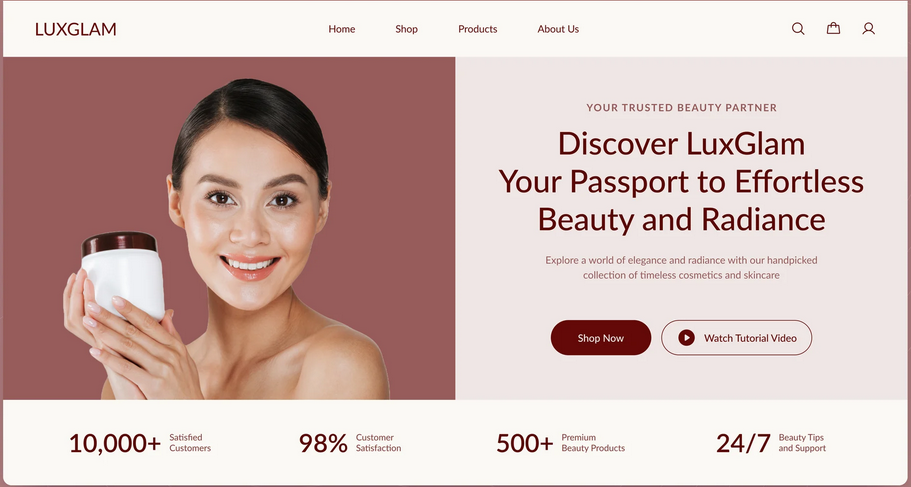 LUXGLAM
Home
Shop
Products
About Us
YOUR TRUSTED BEAUTY PARTNER
Discover LuxGlam
Your Passport to Effortless
Beauty and Radiance
Explore a world of elegance and radiance with our handpicked
collection of timeless cosmetics and skincare
Shop Now
Watch Tutorial Video
10,000+
Satisfied
Customers
98%
Customer
Satisfaction
500+
Premium
Beauty Products
24/7
Beauty Tips
and Support